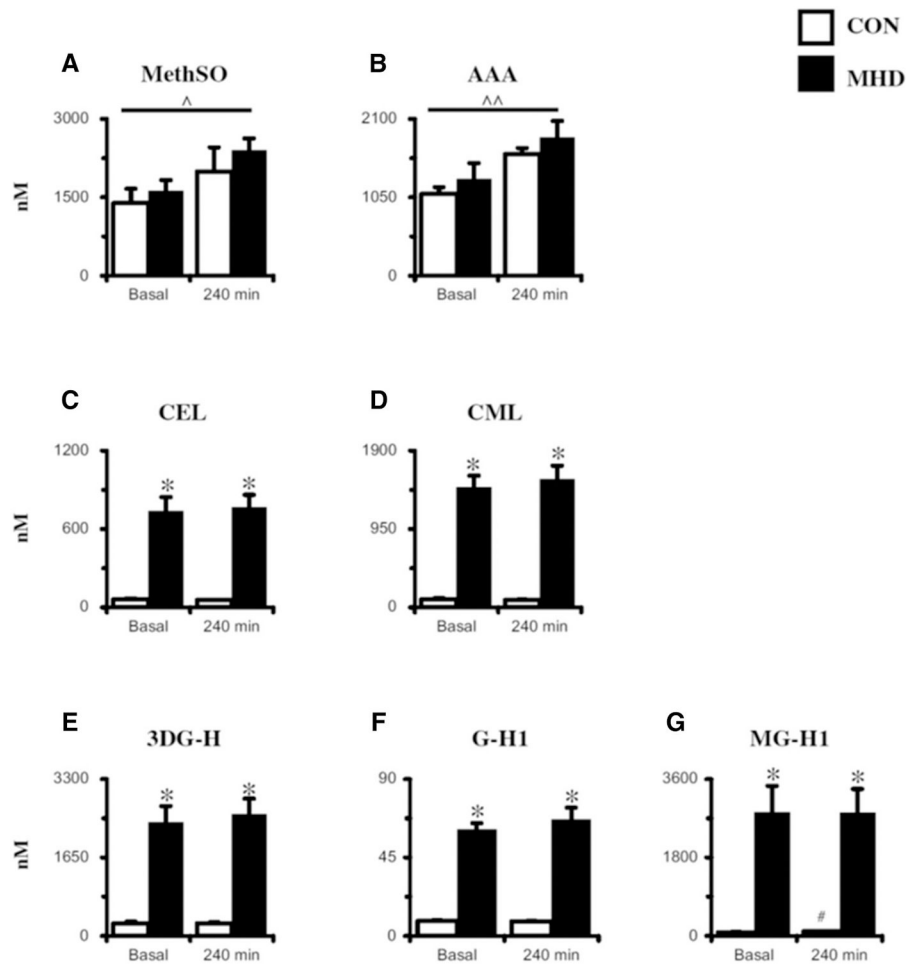 CON
MHD
A
MethSO
^
3000
1500
0
nM
Basal
240 min
B
AAA
^^
2100
1050
0
Basal
240 min
C
CEL
1200
600
0
nM
*
*
Basal
240 min
D
CML
1900
950
0
*
*
Basal
240 min
E
3DG-H
3300
1650
0
nM
*
*
Basal
240 min
F
G-H1
90
45
0
*
*
Basal
240 min
G
MG-H1
3600
1800
0
*
#
*
Basal
240 min